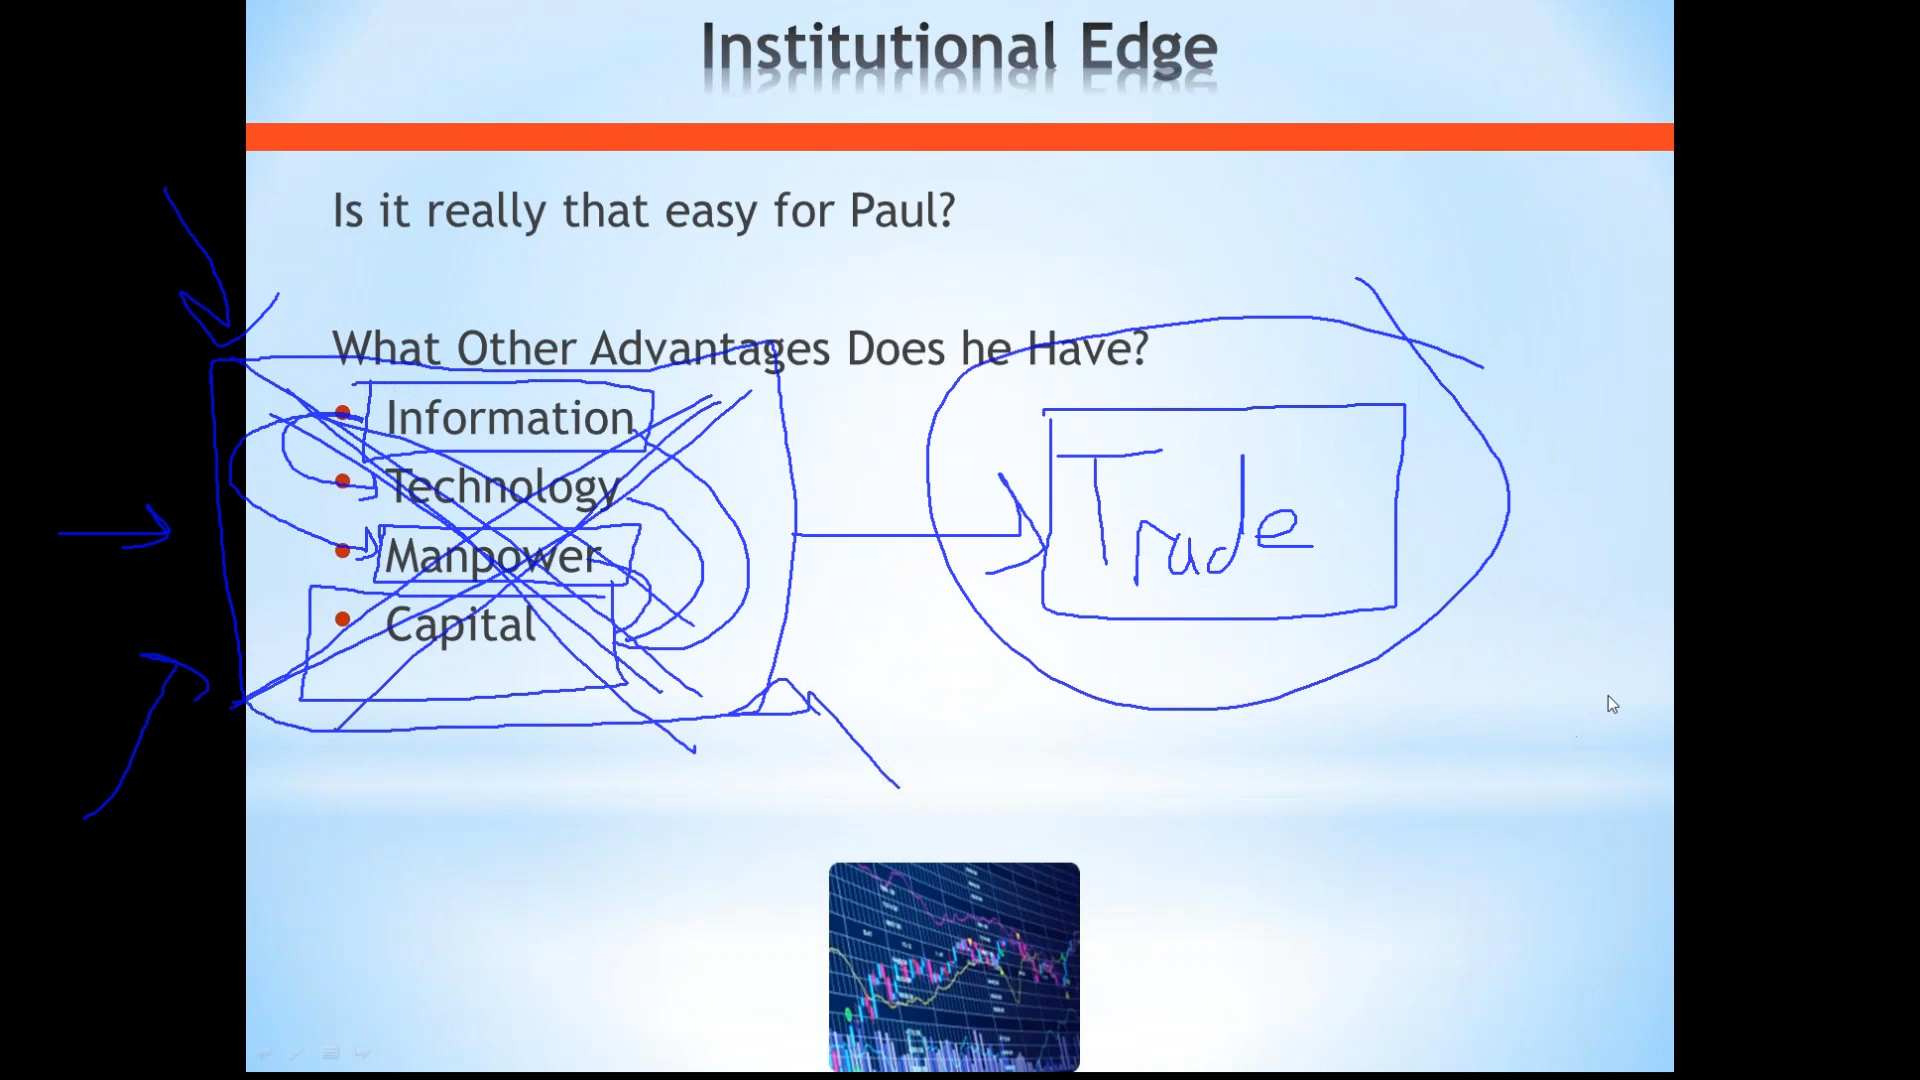 Institutional Edge
Is it really that easy for Paul?
What Other Advantages Does he Have?
Information
Technology
Manpower
Capital
Trade